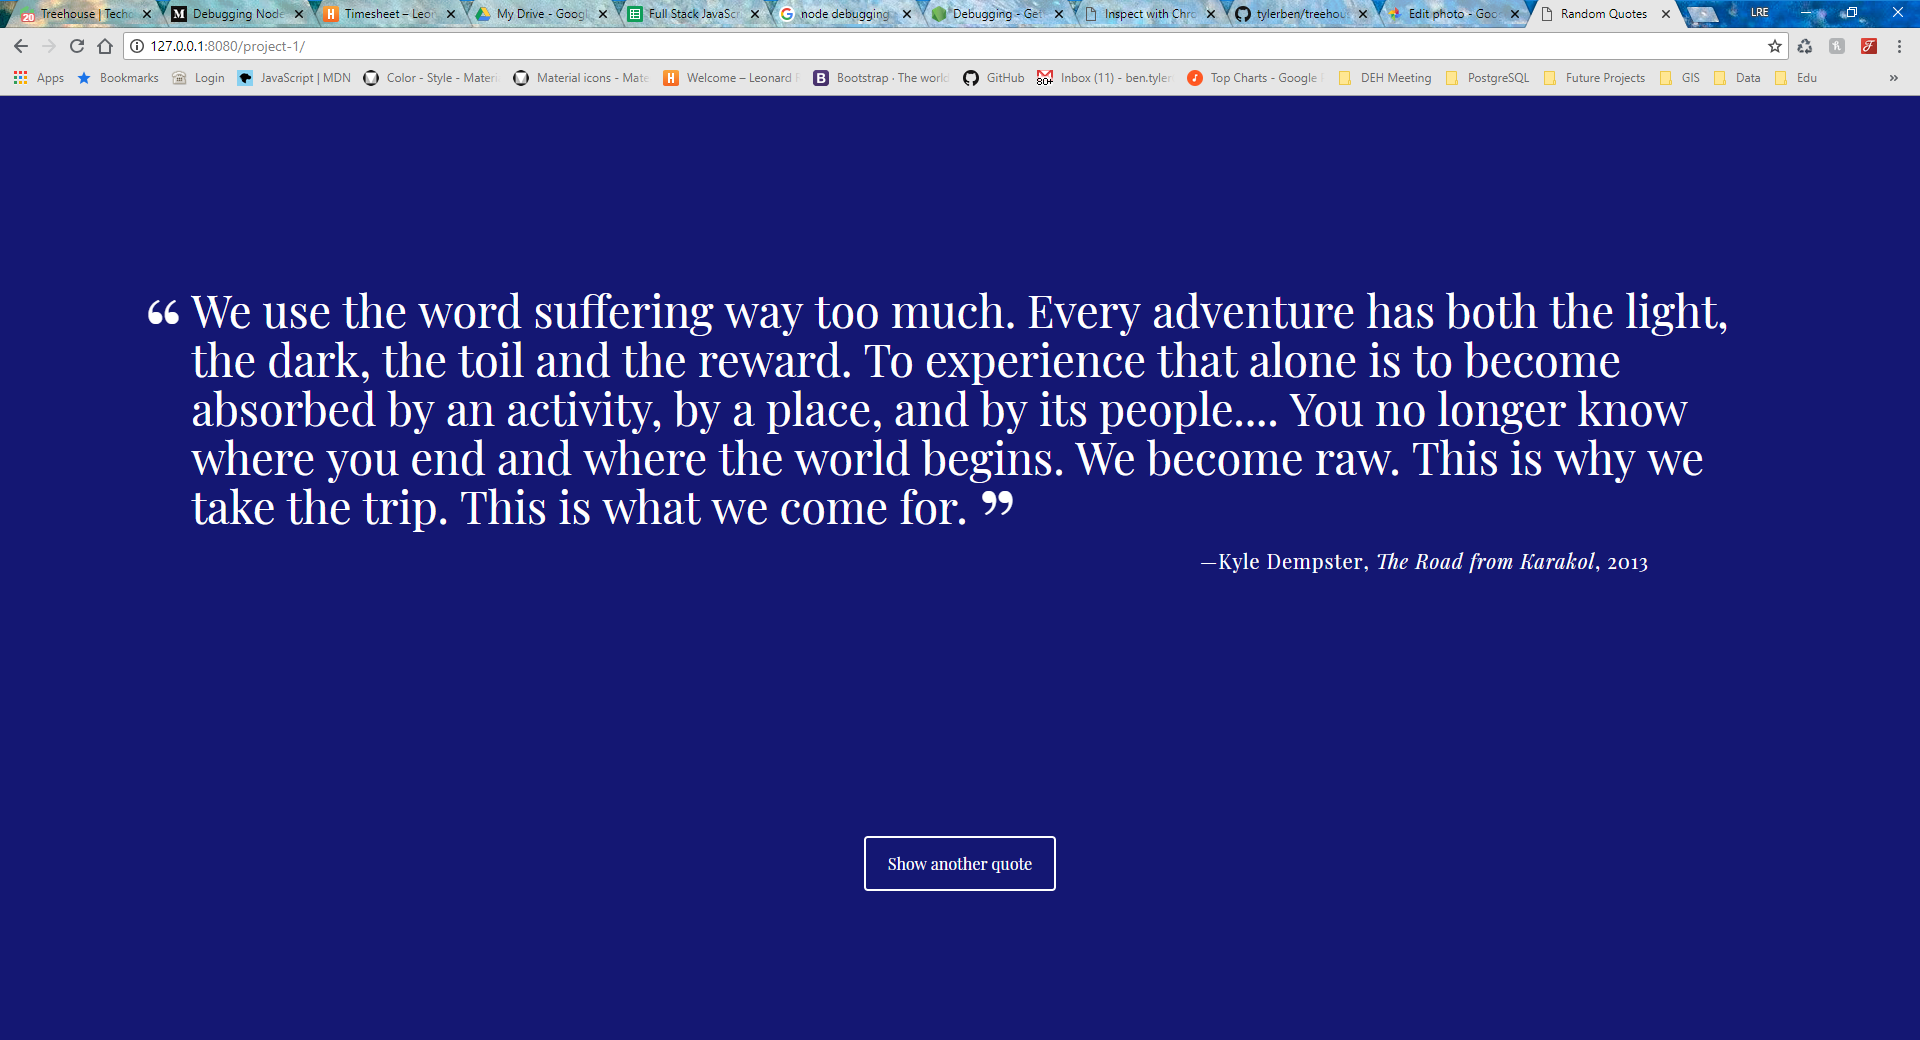 20 Treehouse | Tech
Debugging Node
Timesheet – Leo
My Drive - Googl
Full Stack JavaScr
node debugging
Debugging - Get
Inspect with Chr
tylerben/treehou
Edit photo - Goo
Random Quotes
LRE
127.0.0.1:8080/project-1/
Apps
Bookmarks
Login
JavaScript | MDN
Color - Style - Materi
Material icons - Mate
Welcome – Leonard
Bootstrap · The world
GitHub
80+ Inbox (11) - ben.tyler
Top Charts - Google
DEH Meeting
PostgreSQL
Future Projects
GIS
Data
Edu
»
“ We use the word suffering way too much. Every adventure has both the light,
the dark, the toil and the reward. To experience that alone is to become
absorbed by an activity, by a place, and by its people.... You no longer know
where you end and where the world begins. We become raw. This is why we
take the trip. This is what we come for. ”
—Kyle Dempster, The Road from Karakol, 2013
Show another quote